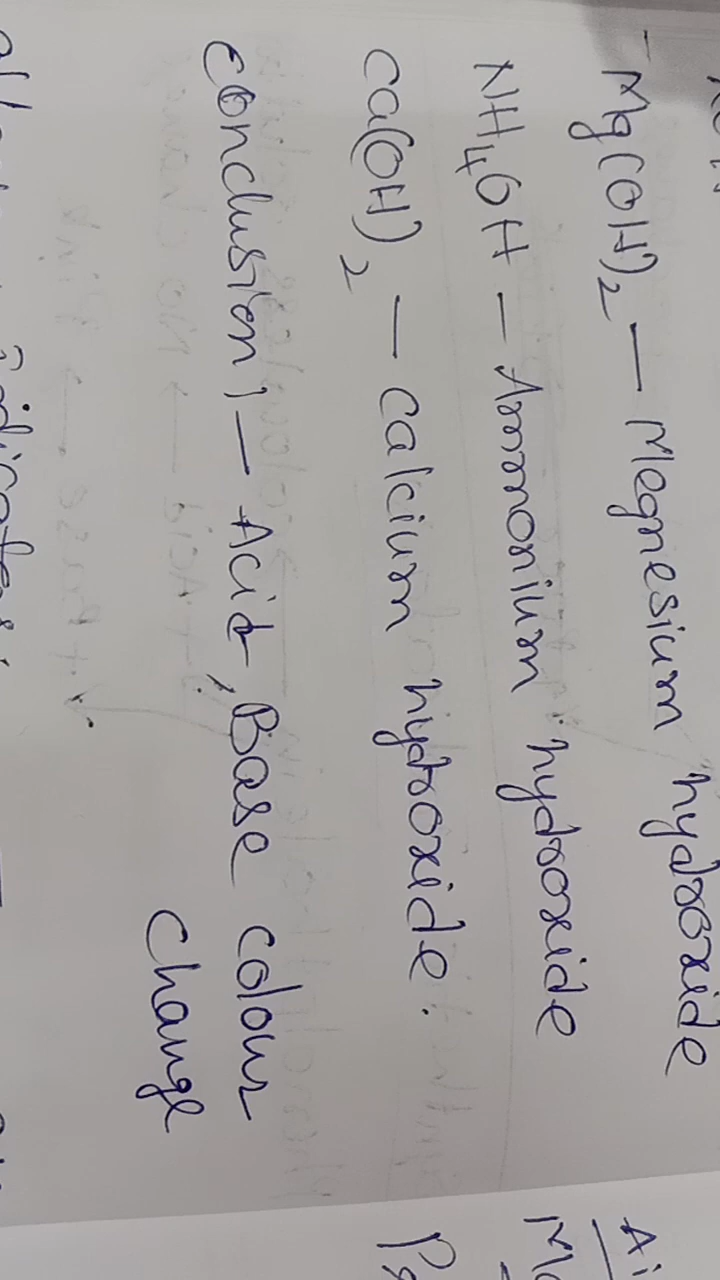 Mg(OH)₂ — Megnesium hydroxide
NH₄OH — Ammonium hydroxide
Ca(OH)₂ — Calcium hydroxide.
Conclusion :- Acid, Base colour
change